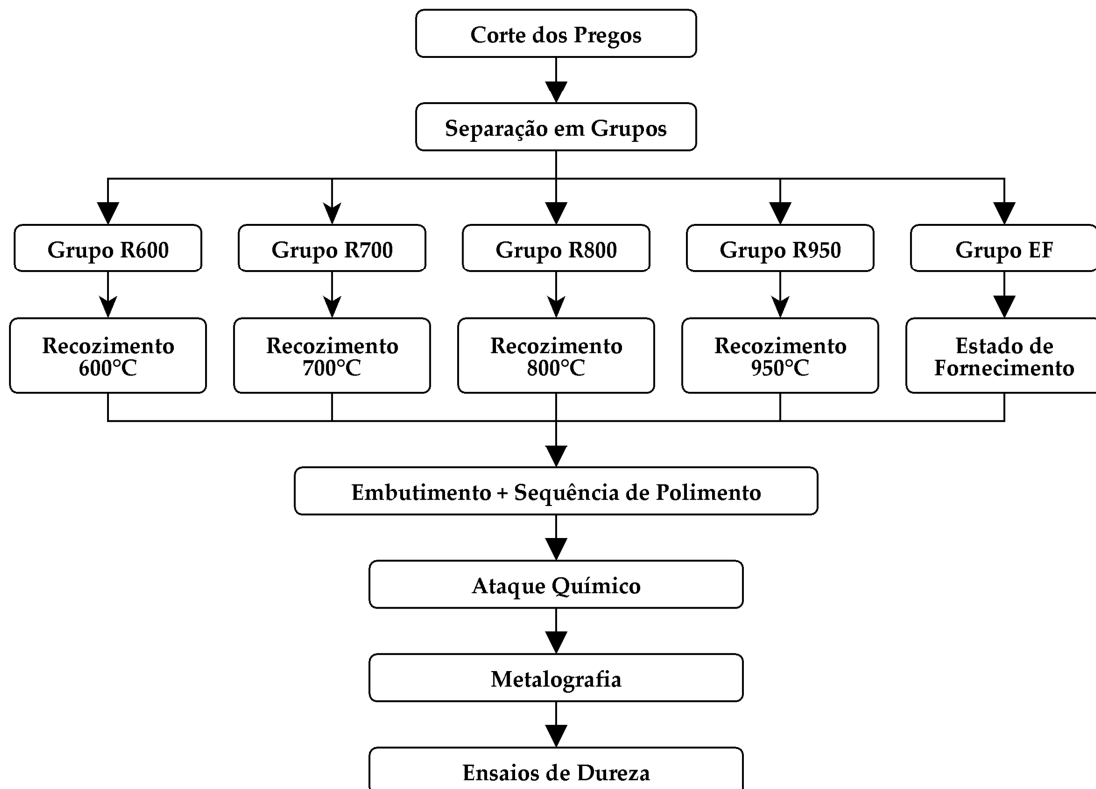 Corte dos Pregos
Separação em Grupos
Grupo R600
Grupo R700
Grupo R800
Grupo R950
Grupo EF
Recozimento
600°C
Recozimento
700°C
Recozimento
800°C
Recozimento
950°C
Estado de
Fornecimento
Embutimento + Sequência de Polimento
Ataque Químico
Metalografia
Ensaios de Dureza